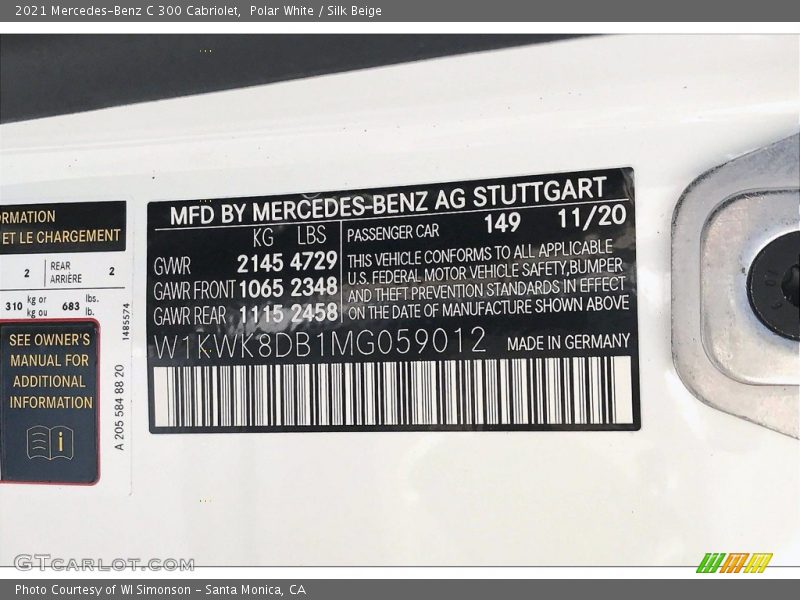 2021 Mercedes-Benz C 300 Cabriolet,  Polar White / Silk Beige
RMATION
ET LE CHARGEMENT
2 REAR ARRIÈRE 2
310 kg or kg ou 683 lbs. lb.
SEE OWNER'S
MANUAL FOR
ADDITIONAL
INFORMATION
A 205 584 88 20
1485574
MFD BY MERCEDES-BENZ AG STUTTGART
KG LBS
GVWR 2145 4729
GAWR FRONT 1065 2348
GAWR REAR 1115 2458
PASSENGER CAR 149 11/20
THIS VEHICLE CONFORMS TO ALL APPLICABLE
U.S. FEDERAL MOTOR VEHICLE SAFETY,BUMPER
AND THEFT PREVENTION STANDARDS IN EFFECT
ON THE DATE OF MANUFACTURE SHOWN ABOVE
W1KWK8DB1MG059012 MADE IN GERMANY
GTCARLOT.COM
Photo Courtesy of WI Simonson - Santa Monica, CA